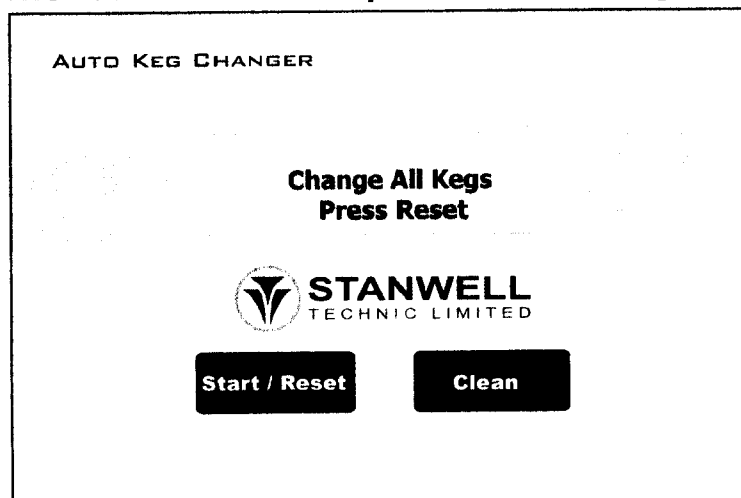 AUTO KEG CHANGER
Change All Kegs
Press Reset
STANWELL
TECHNIC LIMITED
Start / Reset
Clean